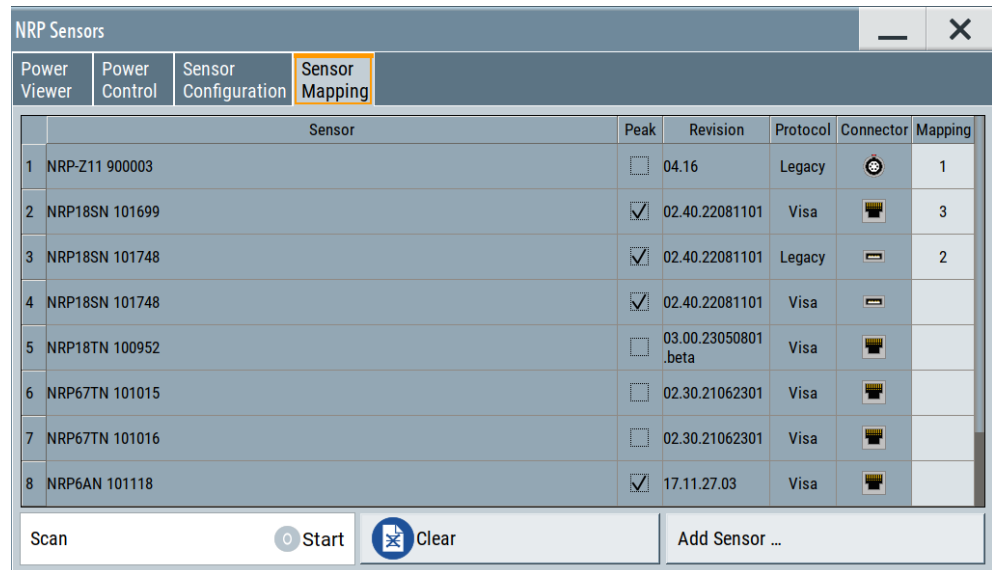 NRP Sensors
Power Viewer
Power Control
Sensor Configuration
Sensor Mapping
Sensor Peak Revision Protocol Connector Mapping
1 NRP-Z11 900003 04.16 Legacy 1
2 NRP18SN 101699 02.40.22081101 Visa 3
3 NRP18SN 101748 02.40.22081101 Legacy 2
4 NRP18SN 101748 02.40.22081101 Visa
5 NRP18TN 100952 03.00.23050801 .beta Visa
6 NRP67TN 101015 02.30.21062301 Visa
7 NRP67TN 101016 02.30.21062301 Visa
8 NRP6AN 101118 17.11.27.03 Visa
Scan 0 Start Clear Add Sensor ...